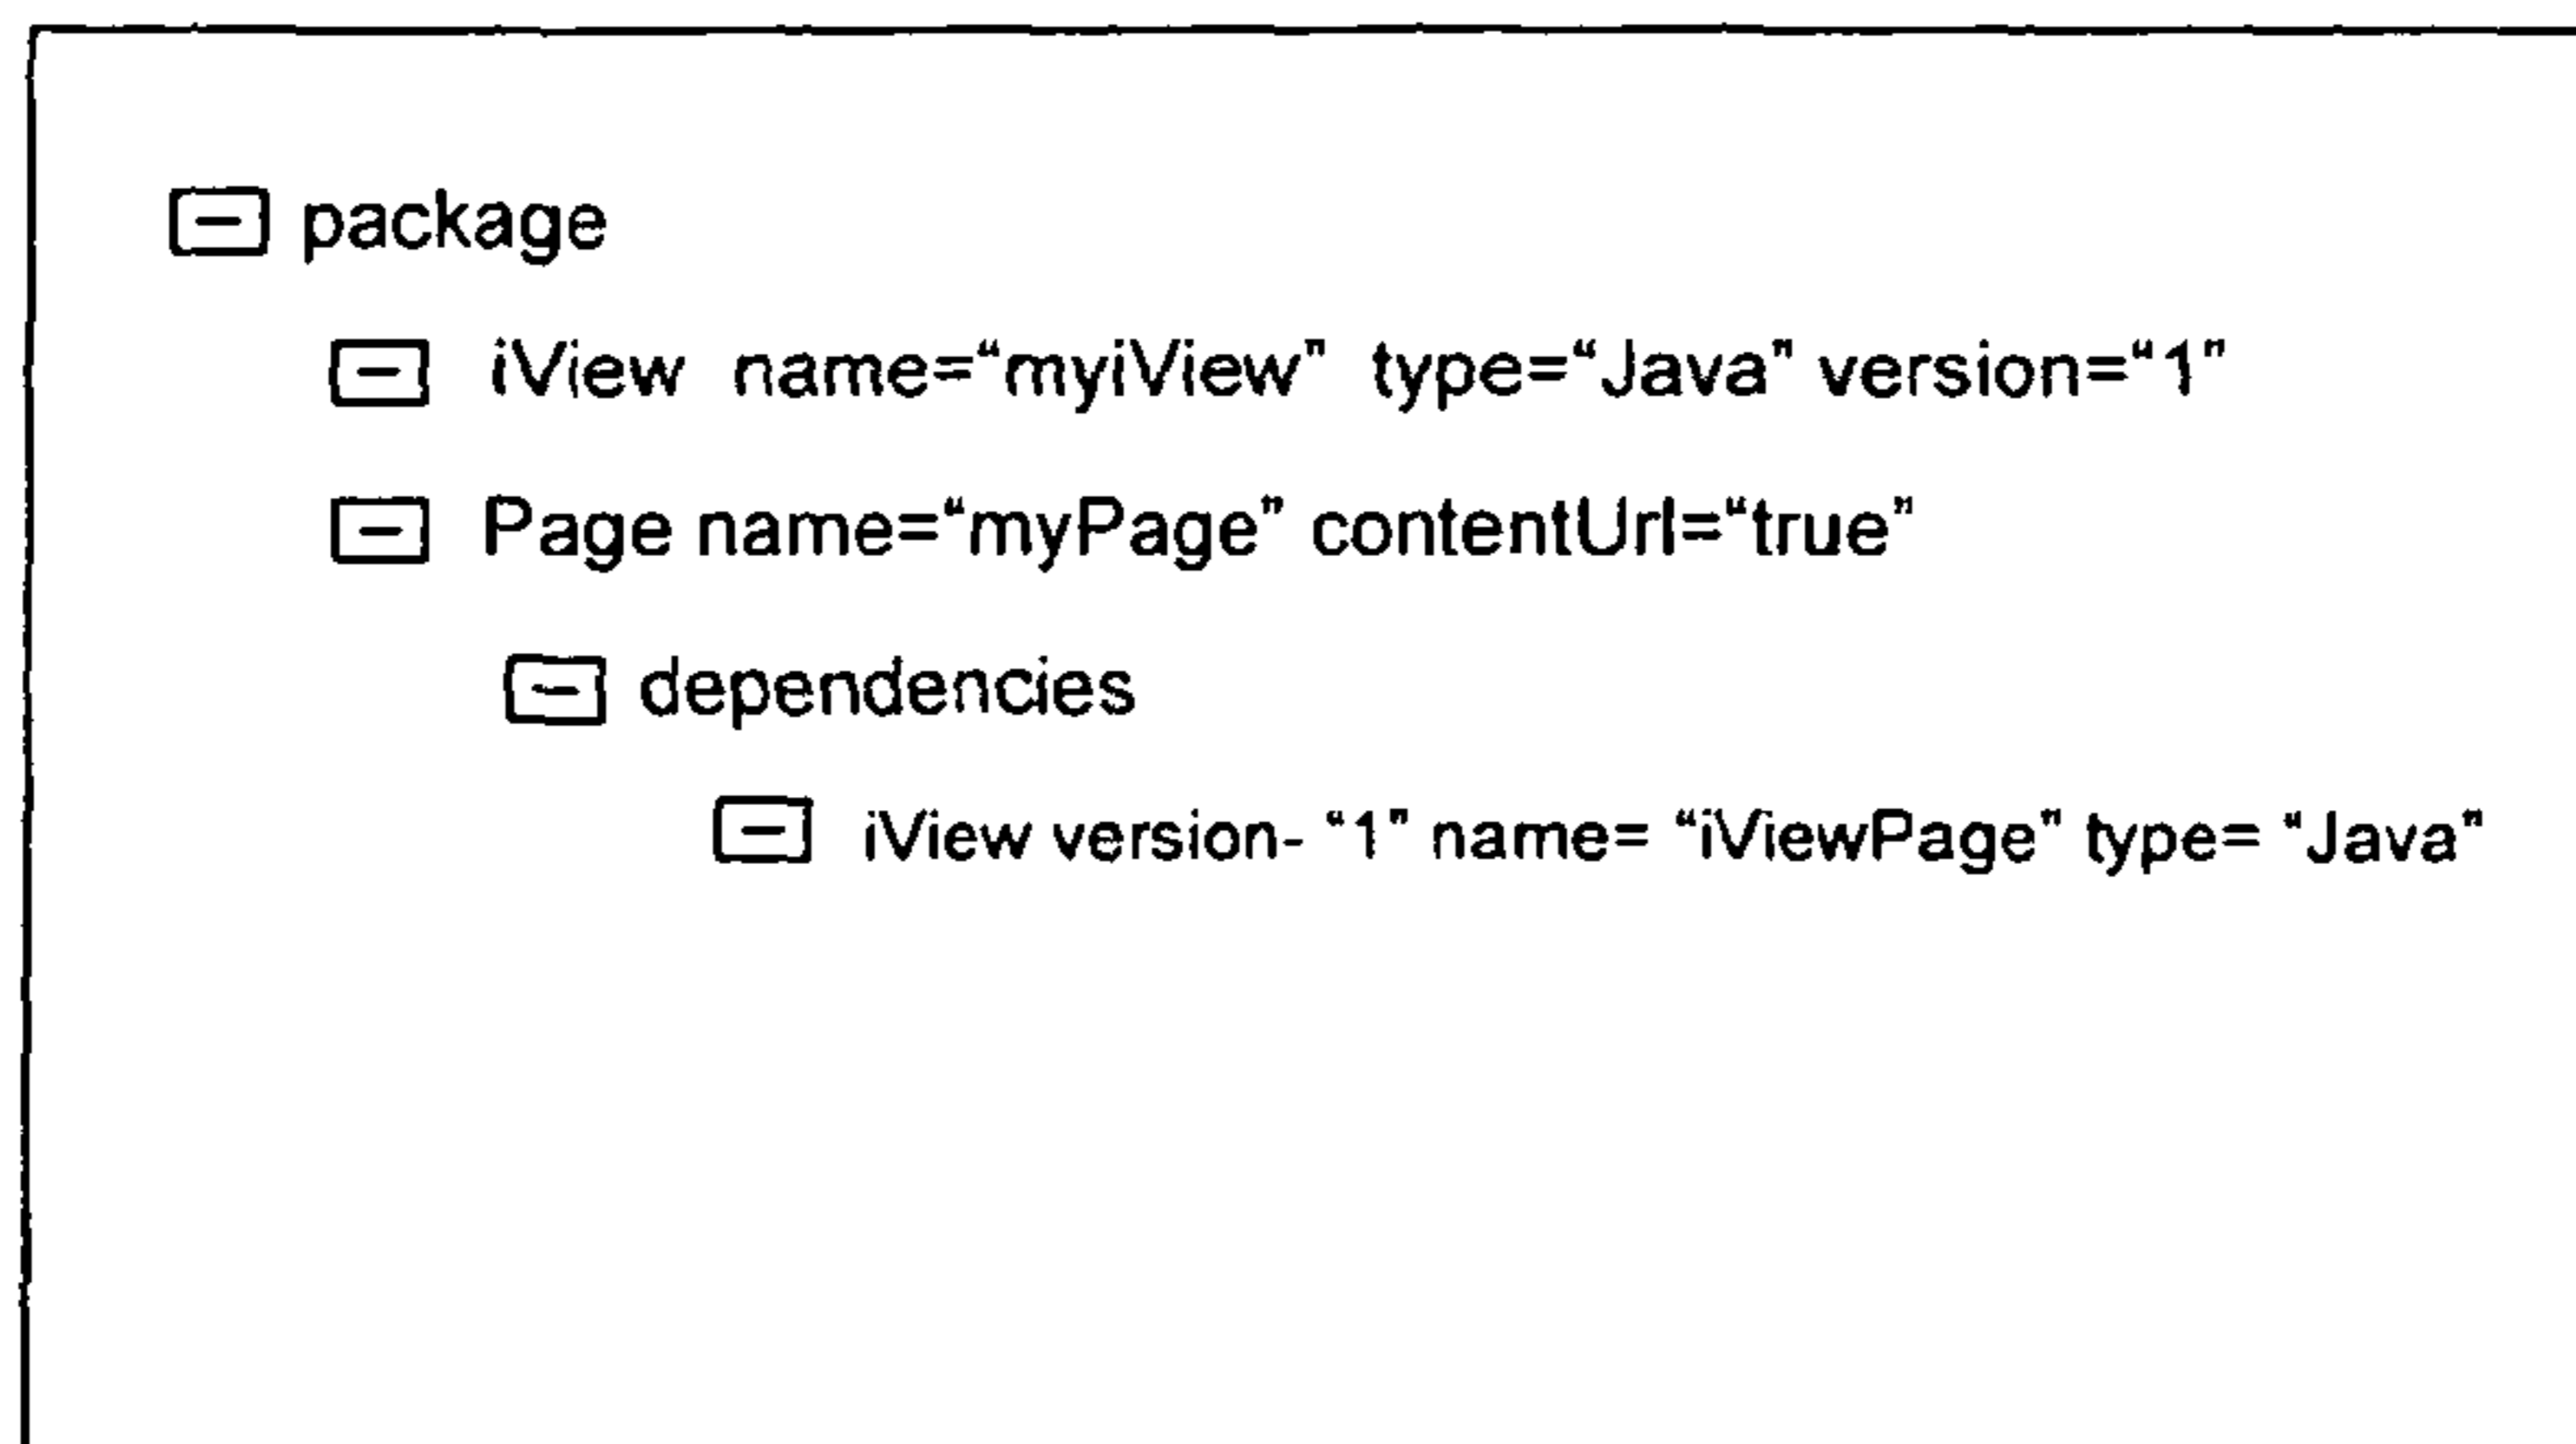 package
iView name=“myiView” type=“Java” version=“1”
Page name=“myPage” contentUrl=“true”
dependencies
iView version- “1” name= “iViewPage” type= “Java”